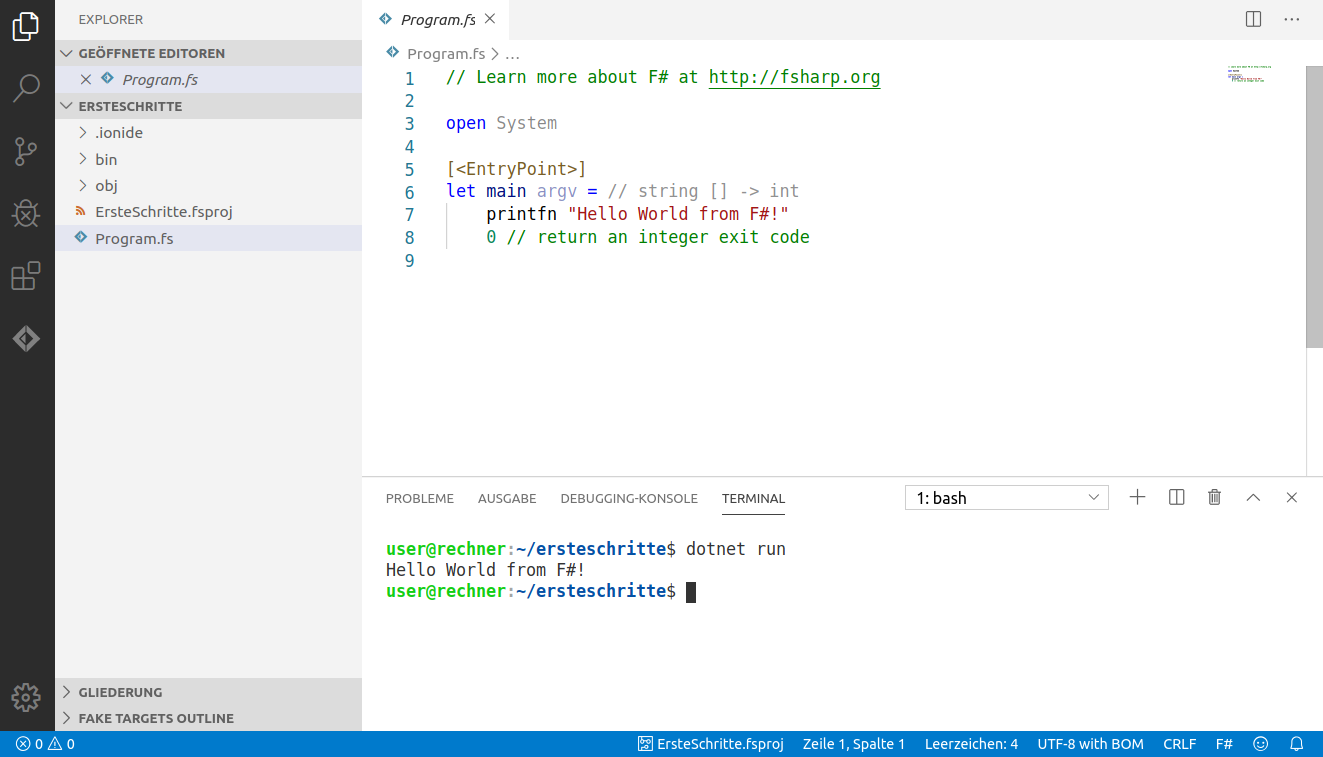 EXPLORER
GEÖFFNETE EDITOREN
Program.fs
ERSTESCHRITTE
.ionide
bin
obj
ErsteSchritte.fsproj
Program.fs
GLIEDERUNG
FAKE TARGETS OUTLINE
Program.fs
Program.fs > ...
1 // Learn more about F# at http://fsharp.org
2
3 open System
4
5 [<EntryPoint>]
6 let main argv = // string [] -> int
7     printfn "Hello World from F#!"
8     0 // return an integer exit code
9
PROBLEME AUSGABE DEBUGGING-KONSOLE TERMINAL 1: bash
user@rechner:~/ersteschritte$ dotnet run
Hello World from F#!
user@rechner:~/ersteschritte$
0 0 ErsteSchritte.fsproj Zeile 1, Spalte 1 Leerzeichen: 4 UTF-8 with BOM CRLF F#